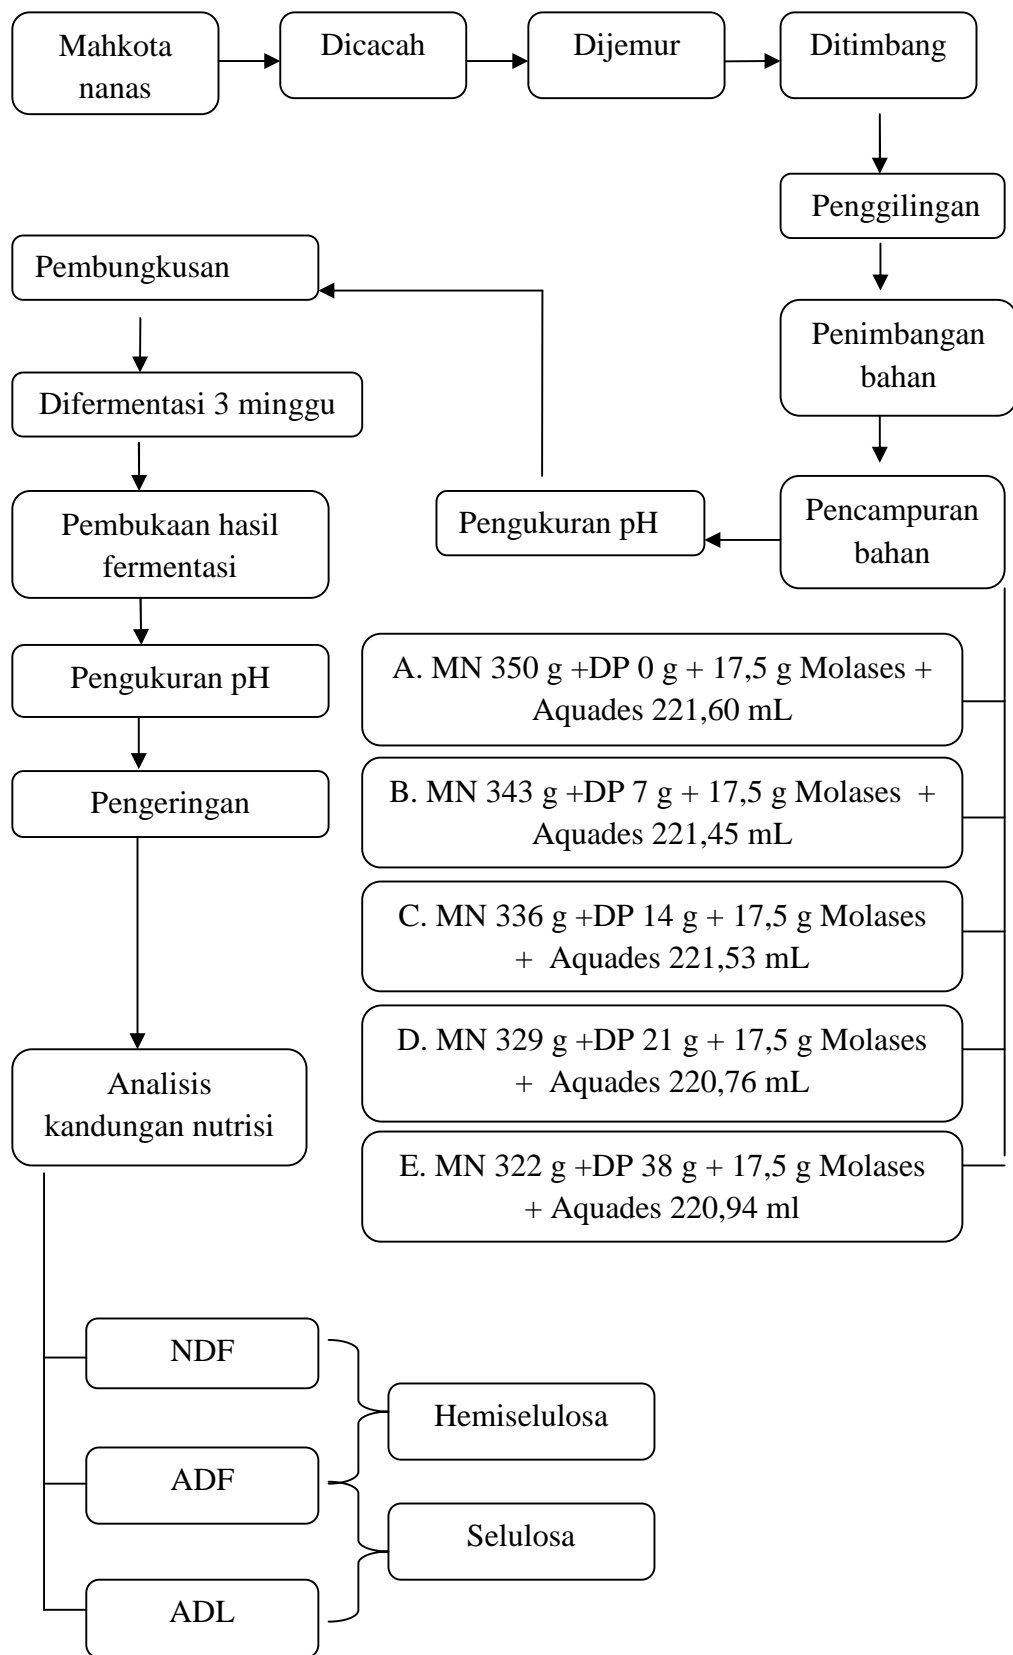 Mahkota
nanas
Dicacah
Dijemur
Ditimbang
Penggilingan
Penimbangan
bahan
Pencampuran
bahan
Pengukuran pH
Pembungkusan
Difermentasi 3 minggu
Pembukaan hasil
fermentasi
Pengukuran pH
Pengeringan
Analisis
kandungan nutrisi
A. MN 350 g +DP 0 g + 17,5 g Molases +
Aquades 221,60 mL
B. MN 343 g +DP 7 g + 17,5 g Molases +
Aquades 221,45 mL
C. MN 336 g +DP 14 g + 17,5 g Molases
+ Aquades 221,53 mL
D. MN 329 g +DP 21 g + 17,5 g Molases
+ Aquades 220,76 mL
E. MN 322 g +DP 38 g + 17,5 g Molases
+ Aquades 220,94 ml
NDF
ADF
ADL
Hemiselulosa
Selulosa